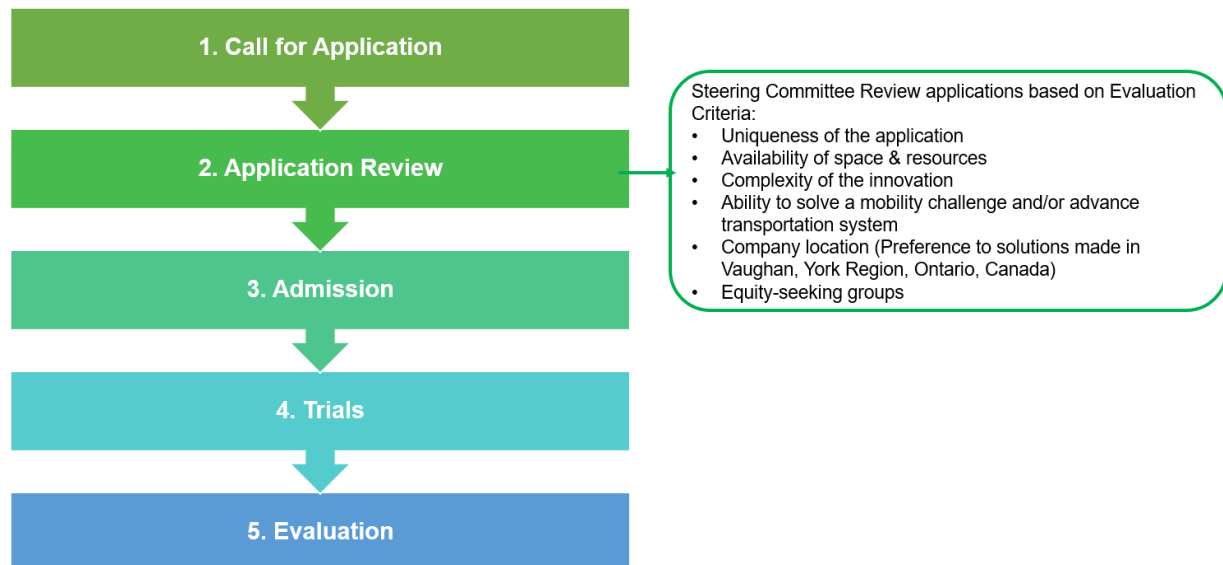 1. Call for Application
2. Application Review
Steering Committee Review applications based on Evaluation
Criteria:
• Uniqueness of the application
• Availability of space & resources
• Complexity of the innovation
• Ability to solve a mobility challenge and/or advance
transportation system
• Company location (Preference to solutions made in
Vaughan, York Region, Ontario, Canada)
• Equity-seeking groups
3. Admission
4. Trials
5. Evaluation